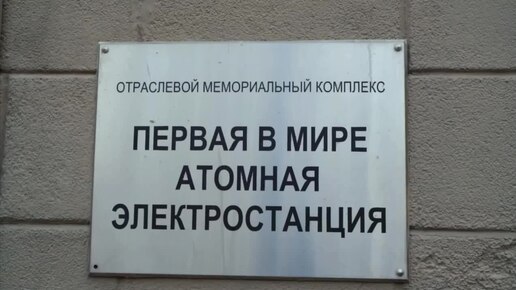 ОТРАСЛЕВОЙ МЕМОРИАЛЬНЫЙ КОМПЛЕКС
ПЕРВАЯ В МИРЕ
АТОМНАЯ
ЭЛЕКТРОСТАНЦИЯ